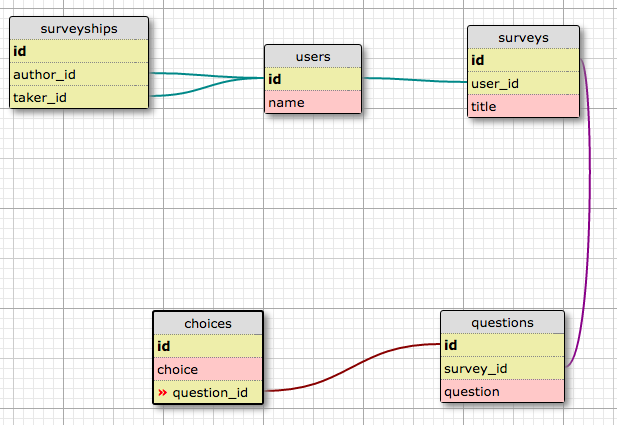 surveyships
id
author_id
taker_id
users
id
name
surveys
id
user_id
title
choices
id
choice
» question_id
questions
id
survey_id
question